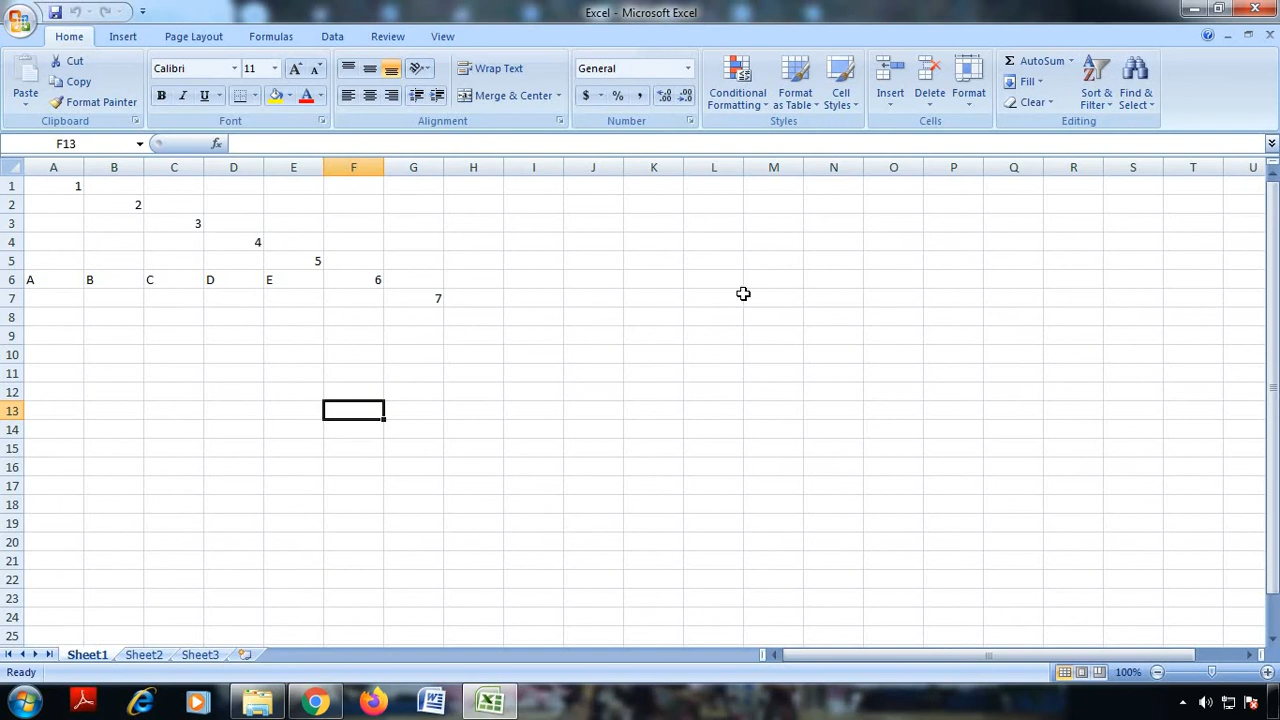 Excel - Microsoft Excel
Home Insert Page Layout Formulas Data Review View
Paste Cut Copy Format Painter Clipboard
Calibri 11 B I U A A A Font
Wrap Text Merge & Center Alignment
General $ % , .0 .00 .00 .0 Number
Conditional Formatting Format as Table Cell Styles Styles
Insert Delete Format Cells
Σ AutoSum Fill Clear Sort & Filter Find & Select Editing
F13 fx
A B C D E F G H I J K L M N O P Q R S T U
1 1
2 2
3 3
4 4
5 5
6 A B C D E 6
7 7
8
9
10
11
12
13
14
15
16
17
18
19
20
21
22
23
24
25
Sheet1 Sheet2 Sheet3
Ready 100%